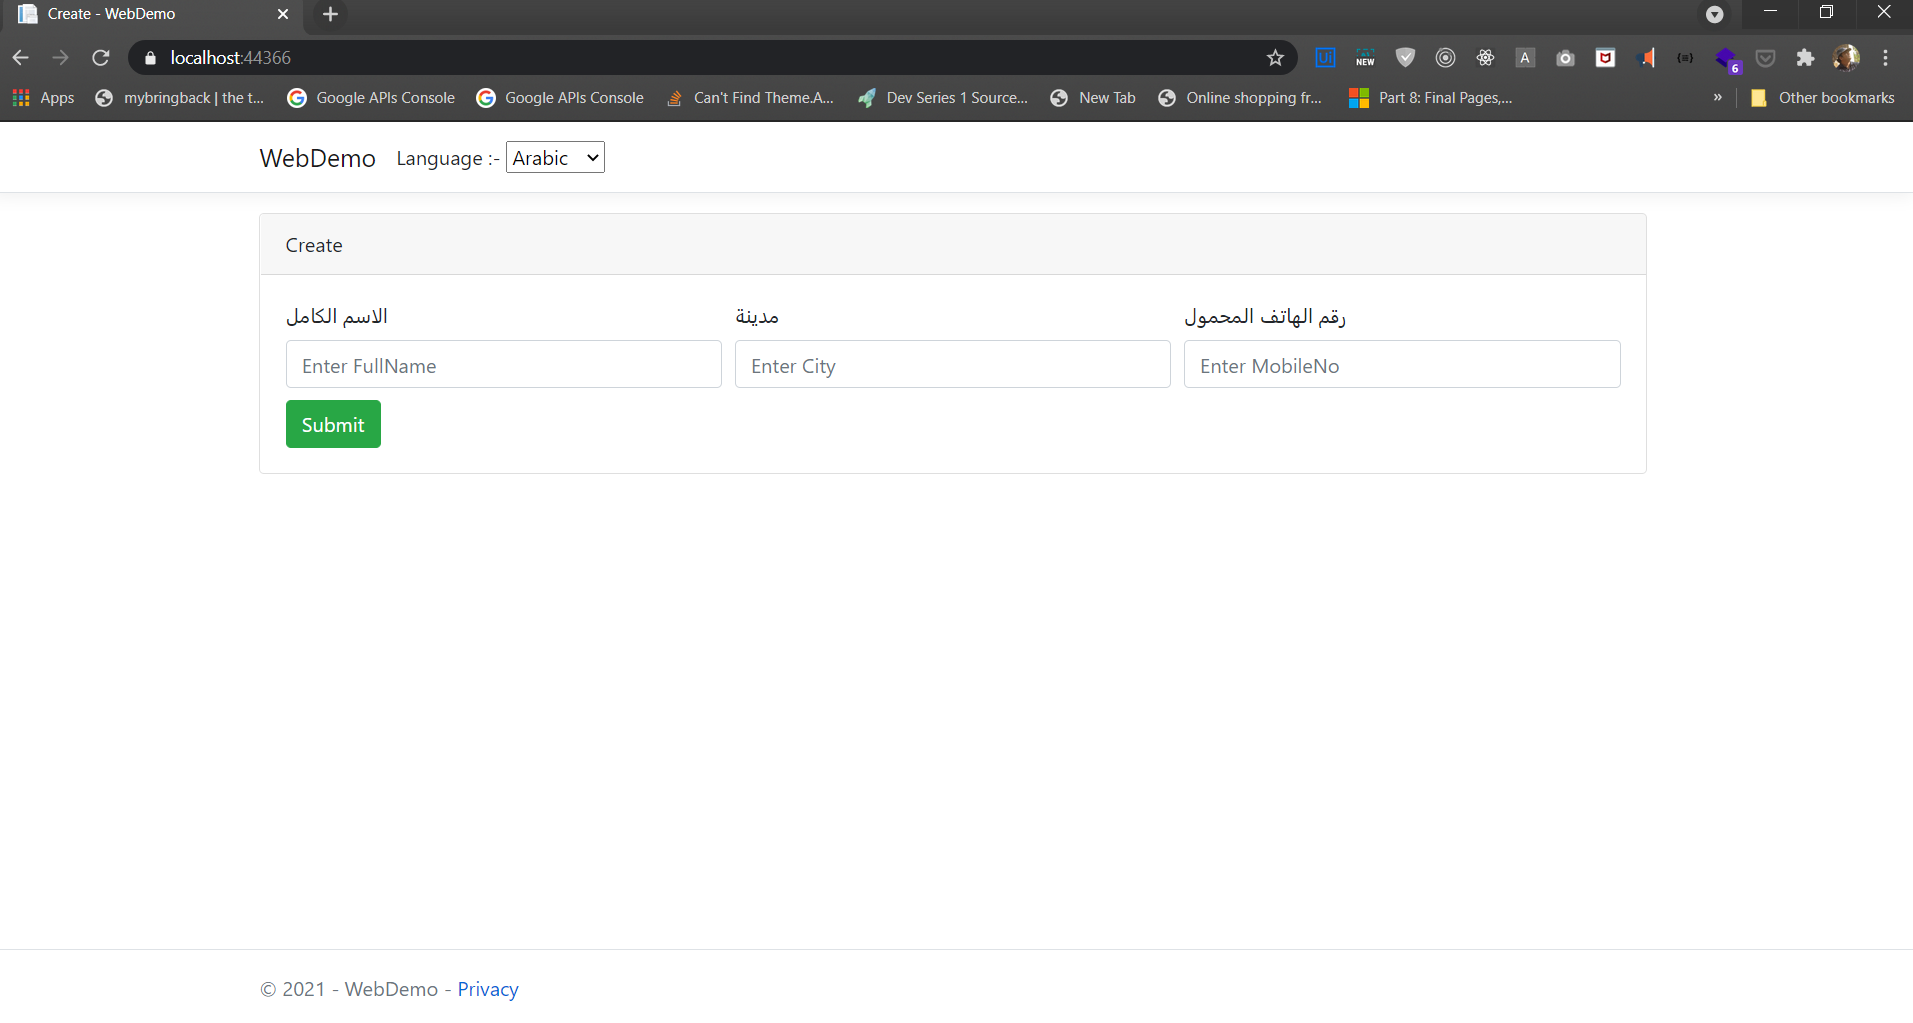 Create - WebDemo
localhost:44366
NEW
A
6
Apps
mybringback | the t...
Google APIs Console
Google APIs Console
Can't Find Theme.A...
Dev Series 1 Source...
New Tab
Online shopping fr...
Part 8: Final Pages,...
»
Other bookmarks
WebDemo
Language :- Arabic
Create
الاسم الكامل
مدينة
رقم الهاتف المحمول
Enter FullName
Enter City
Enter MobileNo
Submit
© 2021 - WebDemo - Privacy